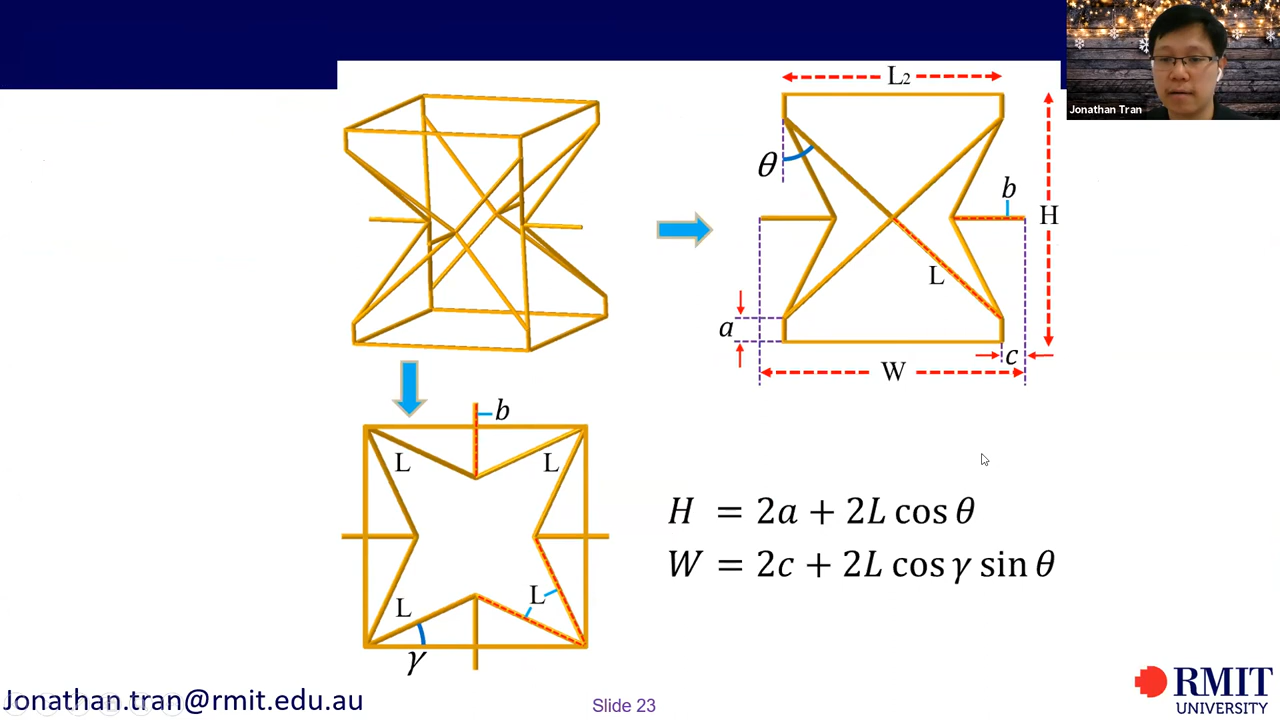 Jonathan Tran
L₂
θ
b
H
L
a
c
W
b
L
L
L
L
γ
H = 2a + 2L cos θ
W = 2c + 2L cos γ sin θ
Jonathan.tran@rmit.edu.au
Slide 23
RMIT
UNIVERSITY